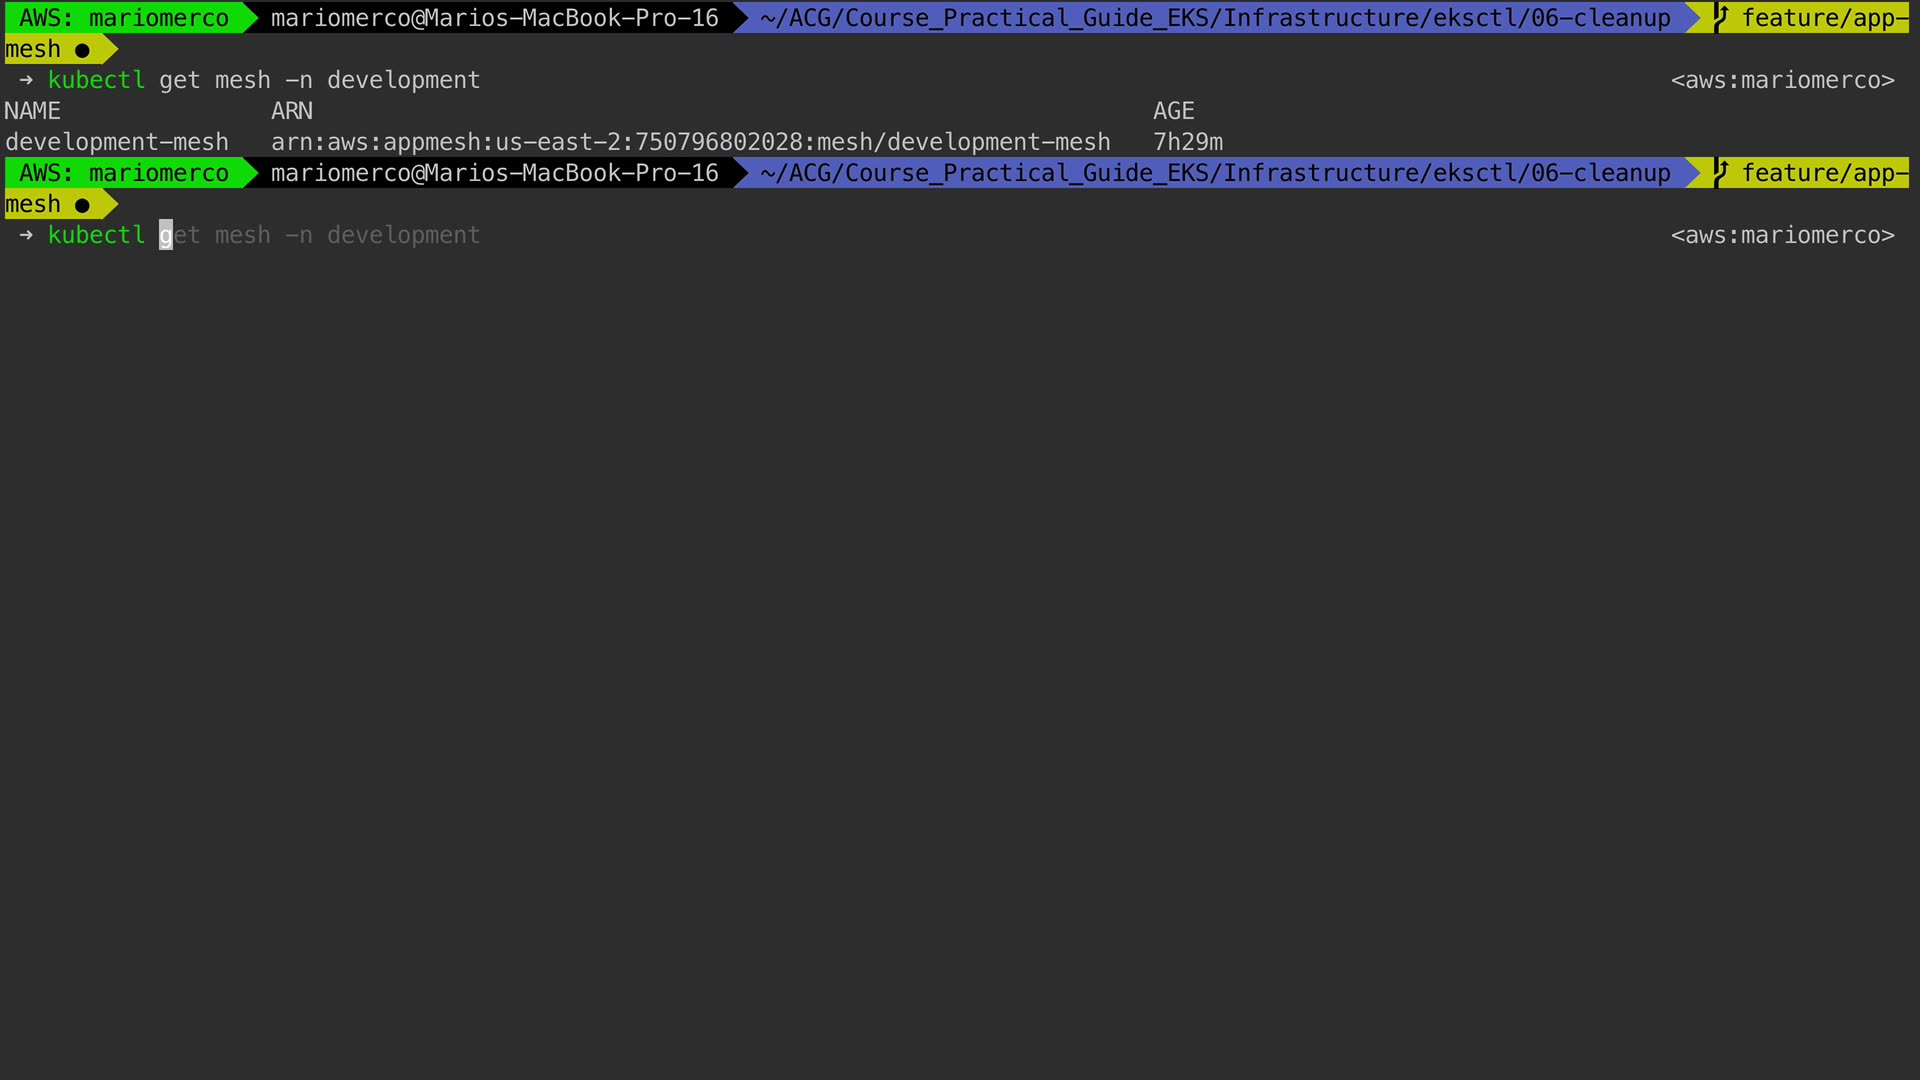 AWS: mariomerco mariomerco@Marios-MacBook-Pro-16 ~/ACG/Course_Practical_Guide_EKS/Infrastructure/eksctl/06-cleanup feature/app-
mesh ●
→ kubectl get mesh -n development <aws:mariomerco>
NAME ARN AGE
development-mesh arn:aws:appmesh:us-east-2:750796802028:mesh/development-mesh 7h29m
AWS: mariomerco mariomerco@Marios-MacBook-Pro-16 ~/ACG/Course_Practical_Guide_EKS/Infrastructure/eksctl/06-cleanup feature/app-
mesh ●
→ kubectl get mesh -n development <aws:mariomerco>